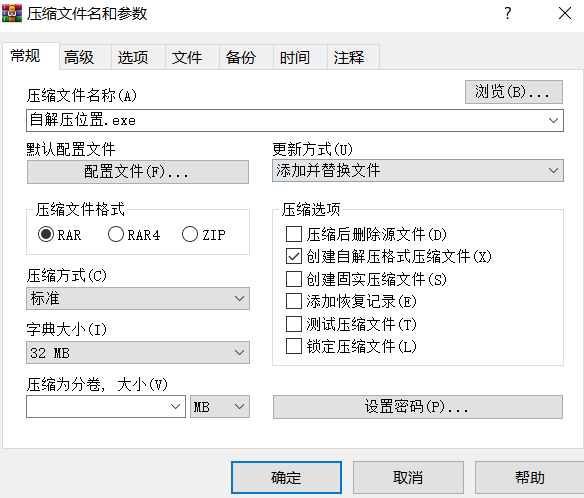 压缩文件名和参数
?
常规 高级 选项 文件 备份 时间 注释
压缩文件名称(A)
浏览(B)...
自解压位置.exe
默认配置文件
配置文件(F)...
更新方式(U)
添加并替换文件
压缩文件格式
RAR RAR4 ZIP
压缩方式(C)
标准
字典大小(I)
32 MB
压缩为分卷, 大小(V)
MB
压缩选项
压缩后删除源文件(D)
创建自解压格式压缩文件(X)
创建固实压缩文件(S)
添加恢复记录(E)
测试压缩文件(T)
锁定压缩文件(L)
设置密码(P)...
确定 取消 帮助